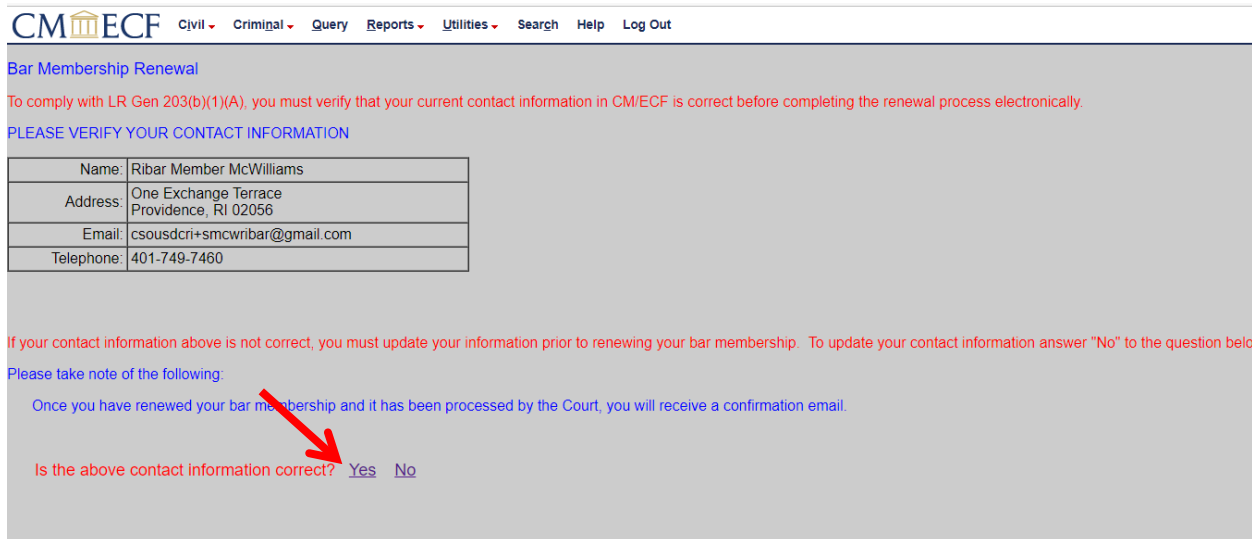 CM ECF Civil Criminal Query Reports Utilities Search Help Log Out
Bar Membership Renewal
To comply with LR Gen 203(b)(1)(A), you must verify that your current contact information in CM/ECF is correct before completing the renewal process electronically.
PLEASE VERIFY YOUR CONTACT INFORMATION
Name: Ribar Member McWilliams
Address: One Exchange Terrace
Providence, RI 02056
Email: csousdcri+smcwribar@gmail.com
Telephone: 401-749-7460
If your contact information above is not correct, you must update your information prior to renewing your bar membership. To update your contact information answer "No" to the question belo
Please take note of the following:
Once you have renewed your bar membership and it has been processed by the Court, you will receive a confirmation email.
Is the above contact information correct? Yes No